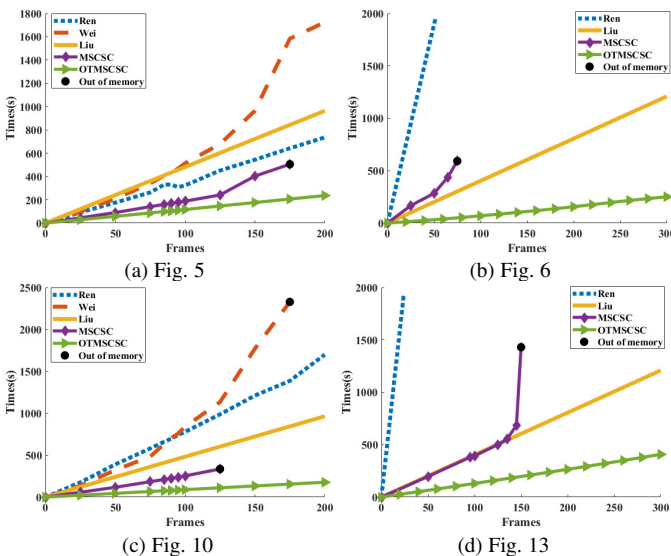 Ren
Wei
Liu
MSCSC
OTMSCSC
Out of memory
1800
1600
1400
1200
1000
800
600
400
200
0
Times(s)
0 50 100 150 200
Frames
(a) Fig. 5
Ren
Liu
MSCSC
OTMSCSC
Out of memory
2000
1500
1000
500
0
Times(s)
0 50 100 150 200 250 300
Frames
(b) Fig. 6
Ren
Wei
Liu
MSCSC
OTMSCSC
Out of memory
2500
2000
1500
1000
500
0
Times(s)
0 50 100 150 200
Frames
(c) Fig. 10
Ren
Liu
MSCSC
OTMSCSC
Out of memory
2000
1500
1000
500
0
Times(s)
0 50 100 150 200 250 300
Frames
(d) Fig. 13